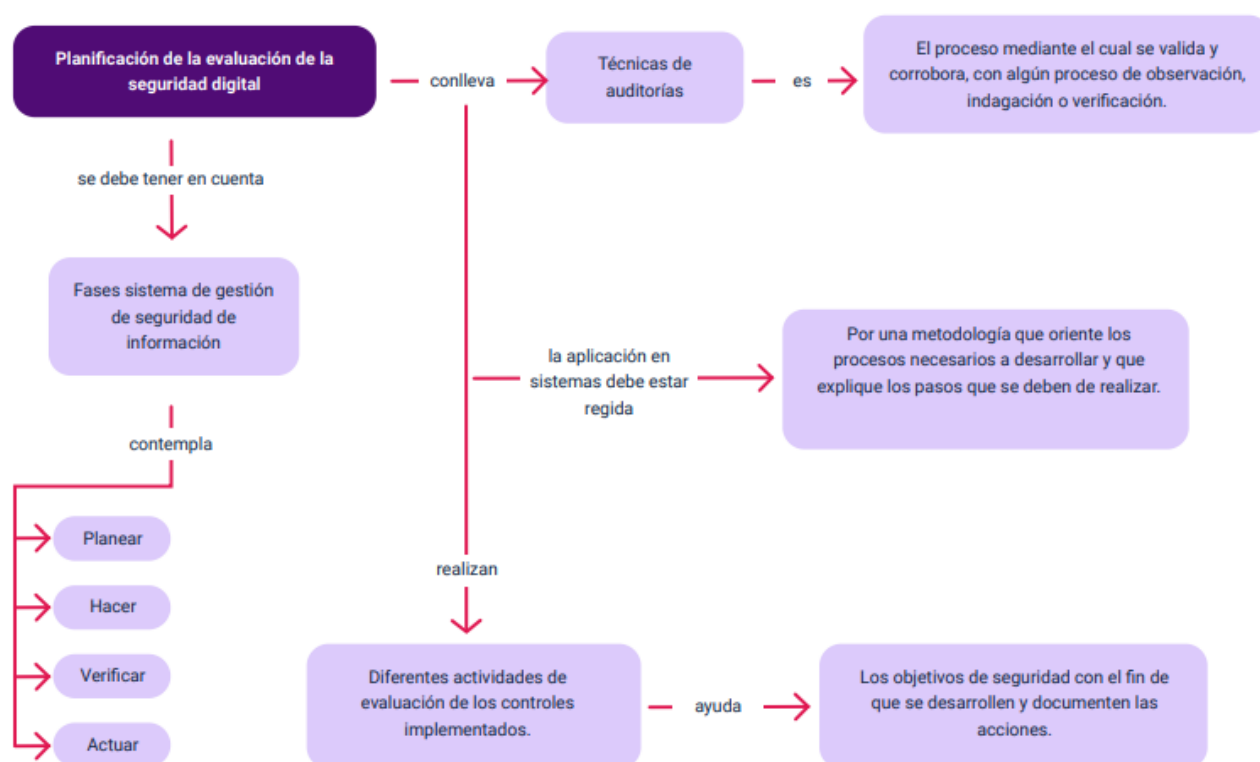 Planificación de la evaluación de la
seguridad digital
conlleva
Técnicas de
auditorías
es
El proceso mediante el cual se valida y
corrobora, con algún proceso de observación,
indagación o verificación.
se debe tener en cuenta
Fases sistema de gestión
de seguridad de
información
la aplicación en
sistemas debe estar
regida
Por una metodología que oriente los
procesos necesarios a desarrollar y que
explique los pasos que se deben de realizar.
contempla
Planear
Hacer
Verificar
Actuar
realizan
Diferentes actividades de
evaluación de los controles
implementados.
ayuda
Los objetivos de seguridad con el fin de
que se desarrollen y documenten las
acciones.